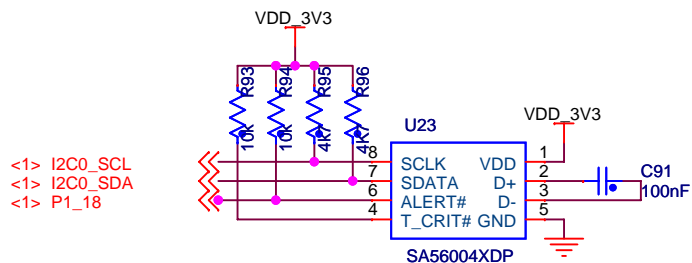 VDD_3V3
R93
10k
R94
10k
R95
4k7
R96
4k7
U23
VDD_3V3
<1> I2C0_SCL
<1> I2C0_SDA
<1> P1_18
8 SCLK VDD 1
7 SDATA D+ 2
6 ALERT# D- 3
4 T_CRIT# GND 5
C91
100nF
SA56004XDP